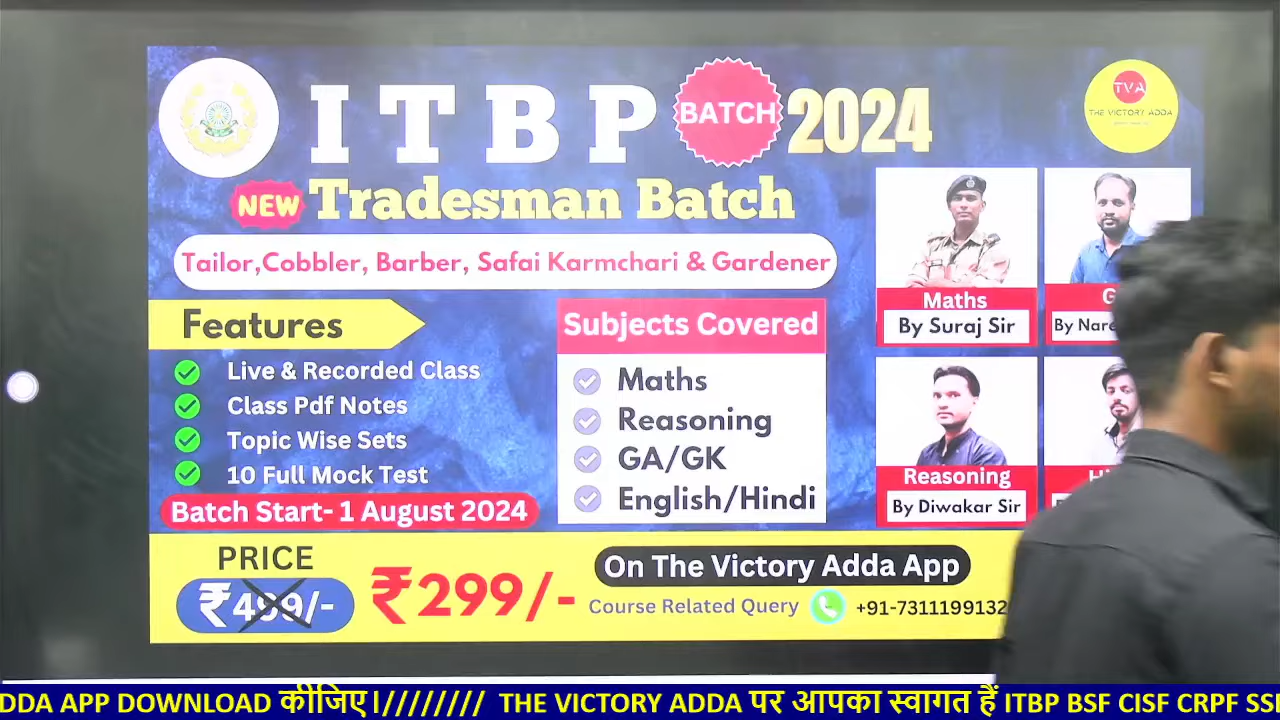 ITBP BATCH 2024
TVA
THE VICTORY ADDA
NEW Tradesman Batch
Tailor,Cobbler, Barber, Safai Karmchari & Gardener
Features
Live & Recorded Class
Class Pdf Notes
Topic Wise Sets
10 Full Mock Test
Batch Start- 1 August 2024
Subjects Covered
Maths
Reasoning
GA/GK
English/Hindi
Maths
By Suraj Sir
G
By Nare
Reasoning
By Diwakar Sir
PRICE
₹499/-
₹299/-
On The Victory Adda App
Course Related Query +91-7311199132
DDA APP DOWNLOAD कीजिए।//////// THE VICTORY ADDA पर आपका स्वागत हैं ITBP BSF CISF CRPF SS